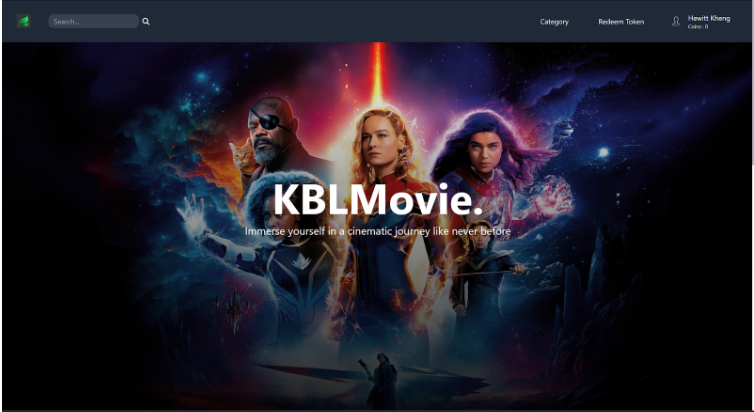 Search...
Category
Redeem Token
Hewitt Kheng
Coins : 0
KBLMovie.
Immerse yourself in a cinematic journey like never before